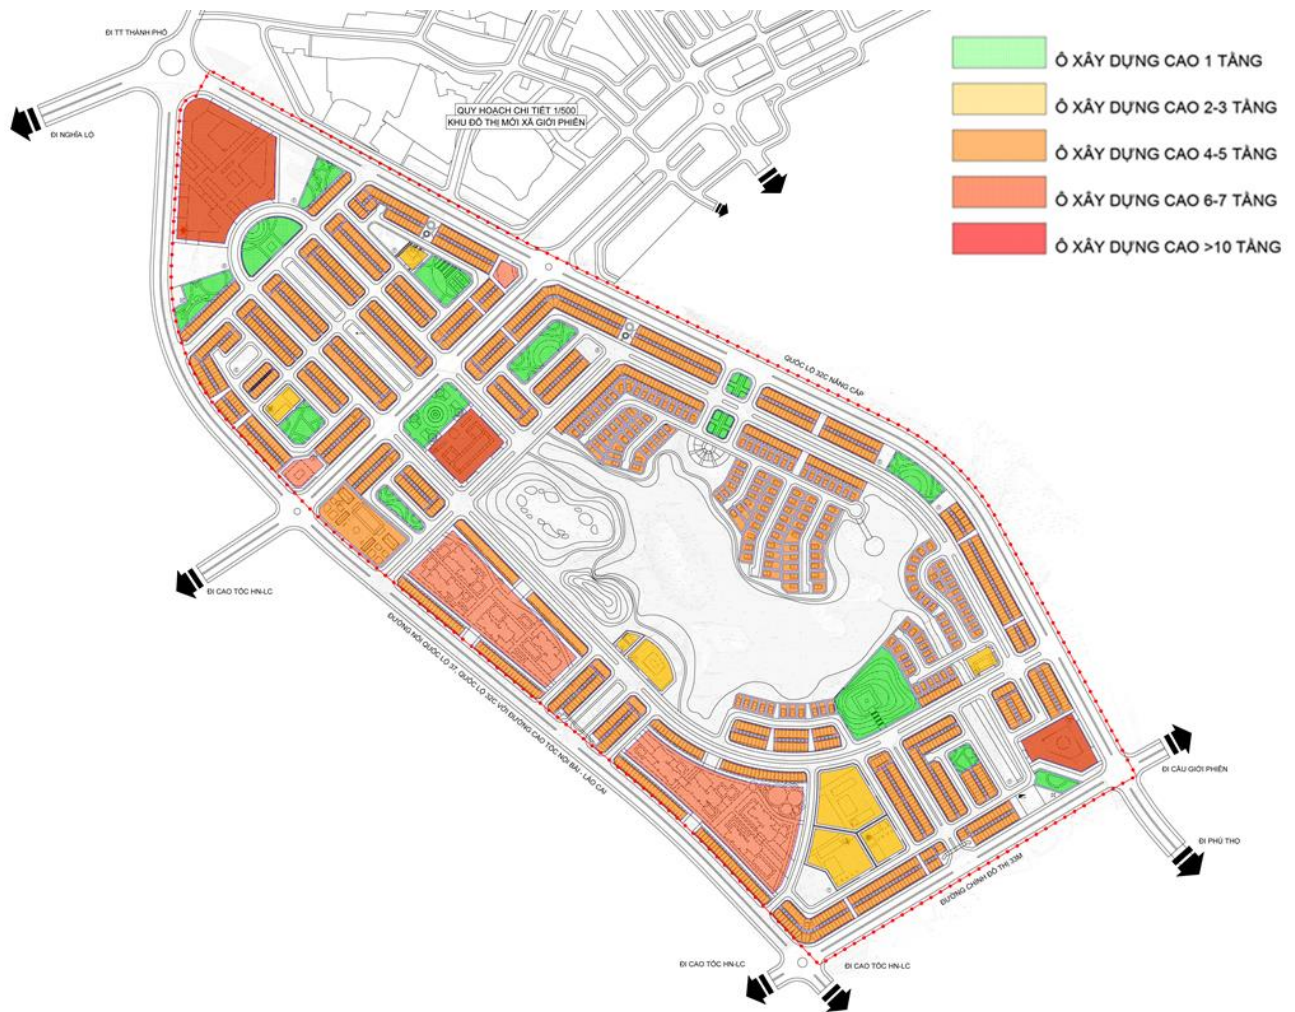 ĐI TT THÀNH PHỐ
ĐI NGHĨA LỘ
QUY HOẠCH CHI TIẾT 1/500
KHU ĐÔ THỊ MỚI XÃ GIỚI PHIÊN
Ô XÂY DỰNG CAO 1 TẦNG
Ô XÂY DỰNG CAO 2-3 TẦNG
Ô XÂY DỰNG CAO 4-5 TẦNG
Ô XÂY DỰNG CAO 6-7 TẦNG
Ô XÂY DỰNG CAO >10 TẦNG
QUỐC LỘ 32C NÂNG CẤP
ĐI CAO TỐC HN-LC
ĐƯỜNG NỐI QUỐC LỘ 37, QUỐC LỘ 32C VỚI ĐƯỜNG CAO TỐC NỘI BÀI - LÀO CAI
ĐI CẦU GIỚI PHIÊN
ĐI PHÚ THỌ
ĐƯỜNG CHÍNH ĐÔ THỊ 33M
ĐI CAO TỐC HN-LC
ĐI CAO TỐC HN-LC